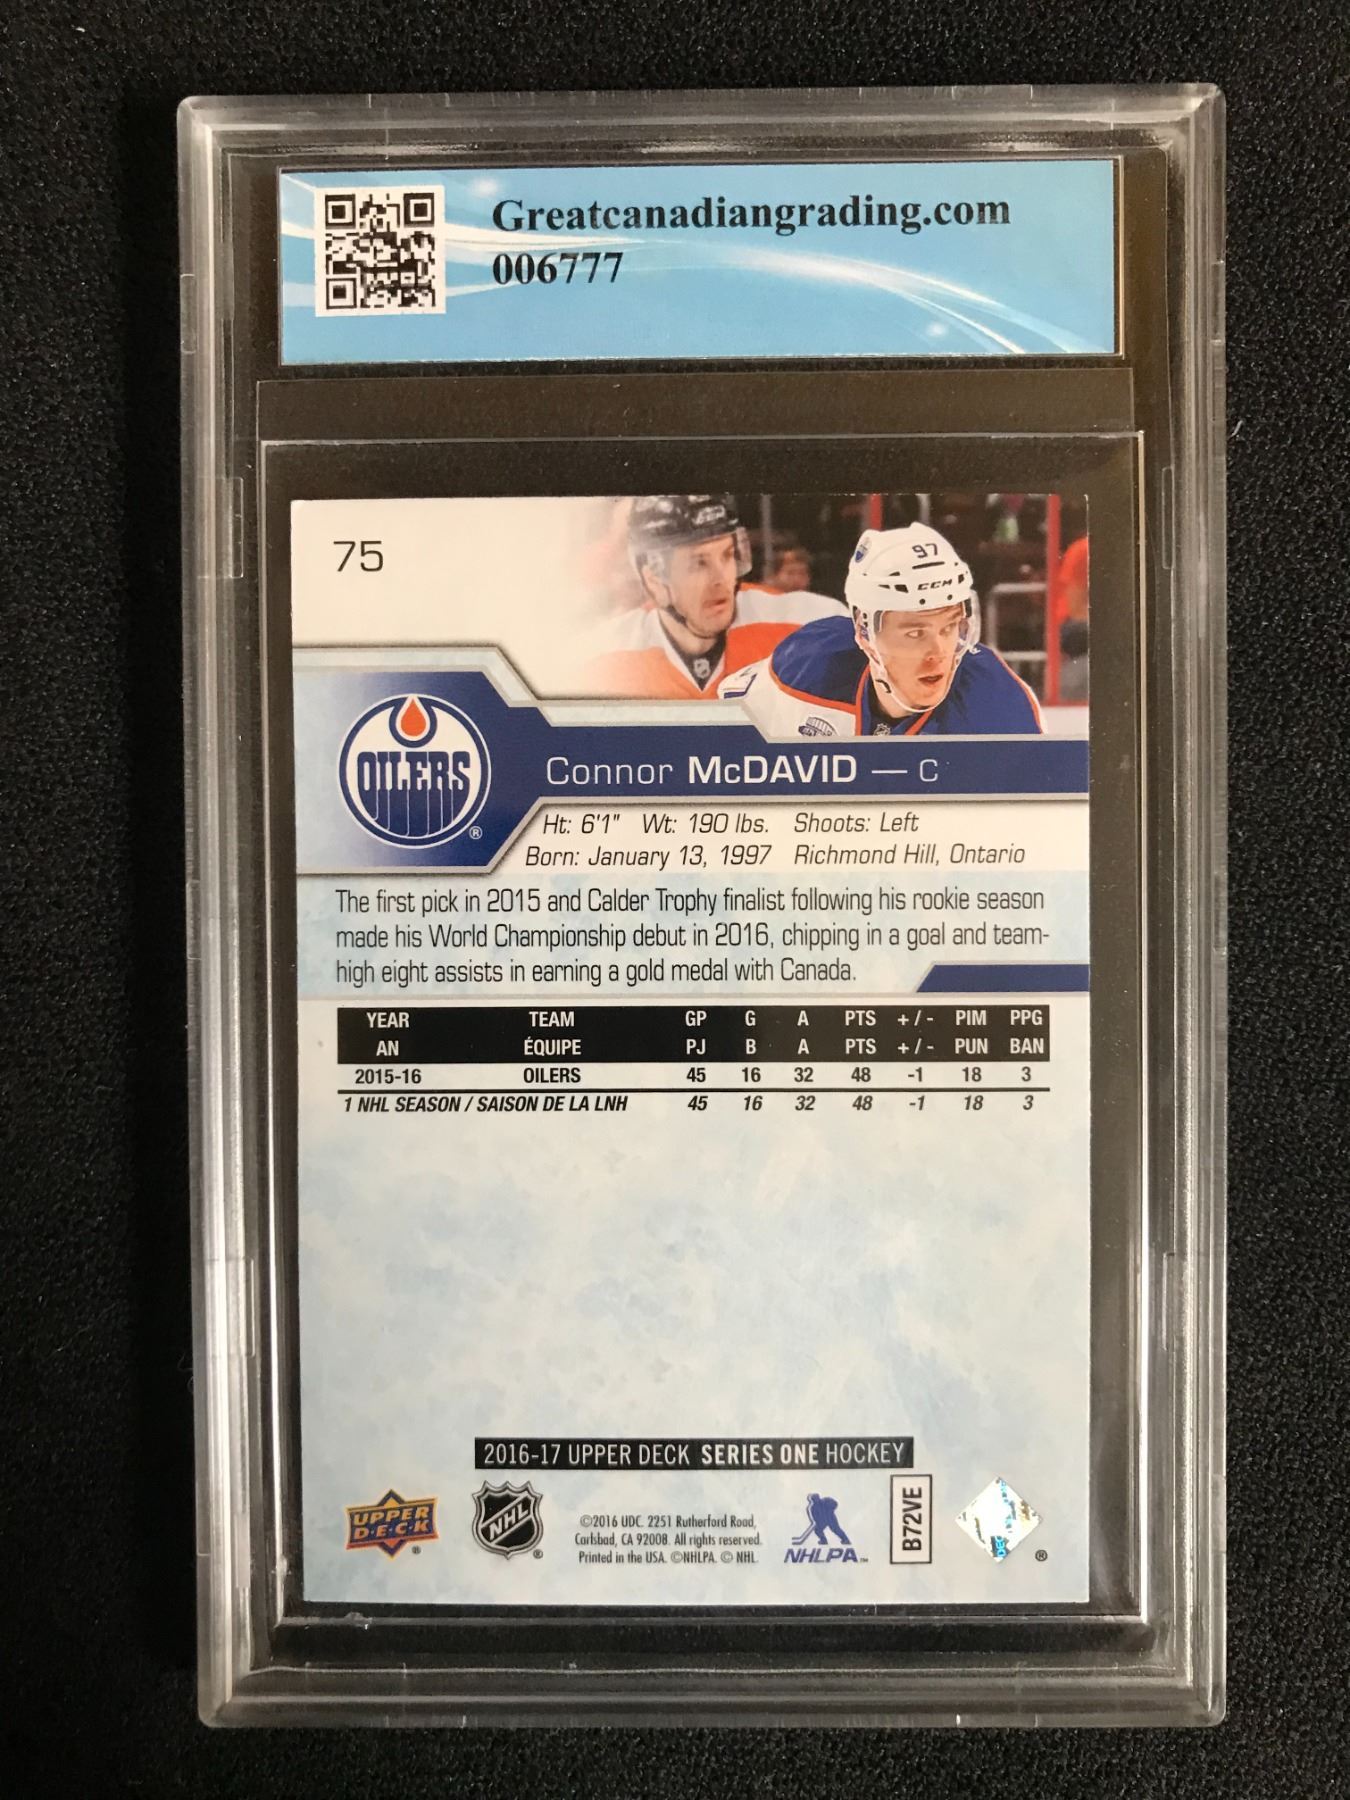 Greatcanadiangrading.com
006777
75
97
CCM
97
OILERS
®
Connor McDAVID — C
Ht: 6'1" Wt: 190 lbs. Shoots: Left
Born: January 13, 1997 Richmond Hill, Ontario
The first pick in 2015 and Calder Trophy finalist following his rookie season
made his World Championship debut in 2016, chipping in a goal and team-
high eight assists in earning a gold medal with Canada.
YEAR TEAM GP G A PTS +/- PIM PPG
AN ÉQUIPE PJ B A PTS +/- PUN BAN
2015-16 OILERS 45 16 32 48 -1 18 3
1 NHL SEASON / SAISON DE LA LNH 45 16 32 48 -1 18 3
2016-17 UPPER DECK SERIES ONE HOCKEY
UPPER
D·E·C·K
®
NHL
®
©2016 UDC. 2251 Rutherford Road,
Carlsbad, CA 92008. All rights reserved.
Printed in the USA. ©NHLPA. © NHL
NHLPA™
B72VE
®